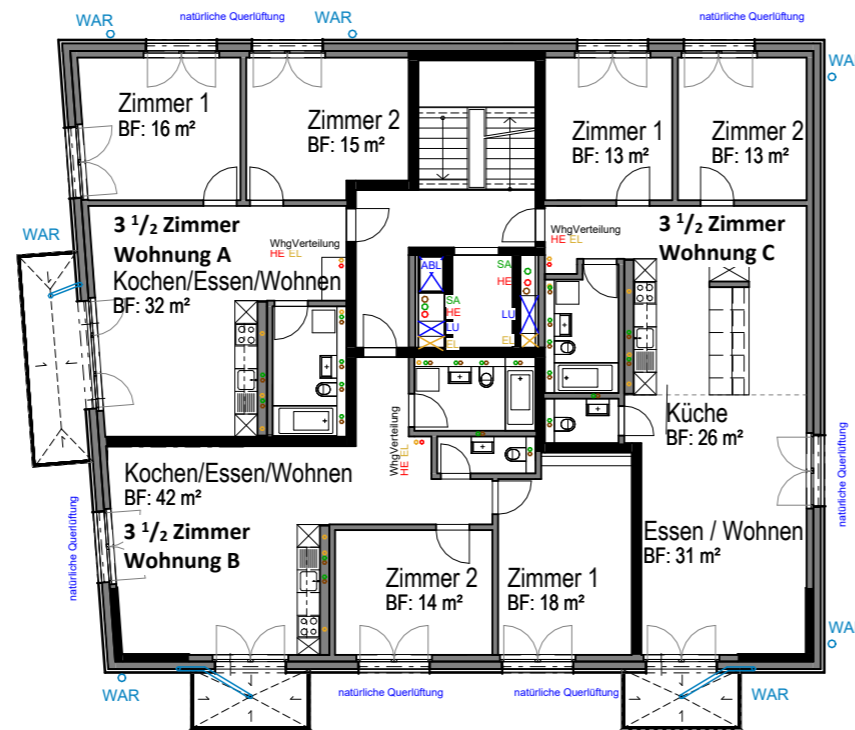 WAR
natürliche Querlüftung
WAR
natürliche Querlüftung
WAR
Zimmer 1
BF: 16 m²
Zimmer 2
BF: 15 m²
Zimmer 1
BF: 13 m²
Zimmer 2
BF: 13 m²
WAR
3 ¹/₂ Zimmer
Wohnung A
Kochen/Essen/Wohnen
BF: 32 m²
WhgVerteilung
HE EL
ABL
SA
HE
LU
EL
SA
HE
LU
EL
WhgVerteilung
HE EL
3 ¹/₂ Zimmer
Wohnung C
Küche
BF: 26 m²
natürliche Querlüftung
WhgVerteilung
HE EL
Kochen/Essen/Wohnen
BF: 42 m²
3 ¹/₂ Zimmer
Wohnung B
natürliche Querlüftung
Zimmer 2
BF: 14 m²
Zimmer 1
BF: 18 m²
Essen / Wohnen
BF: 31 m²
WAR
WAR
natürliche Querlüftung
natürliche Querlüftung
WAR